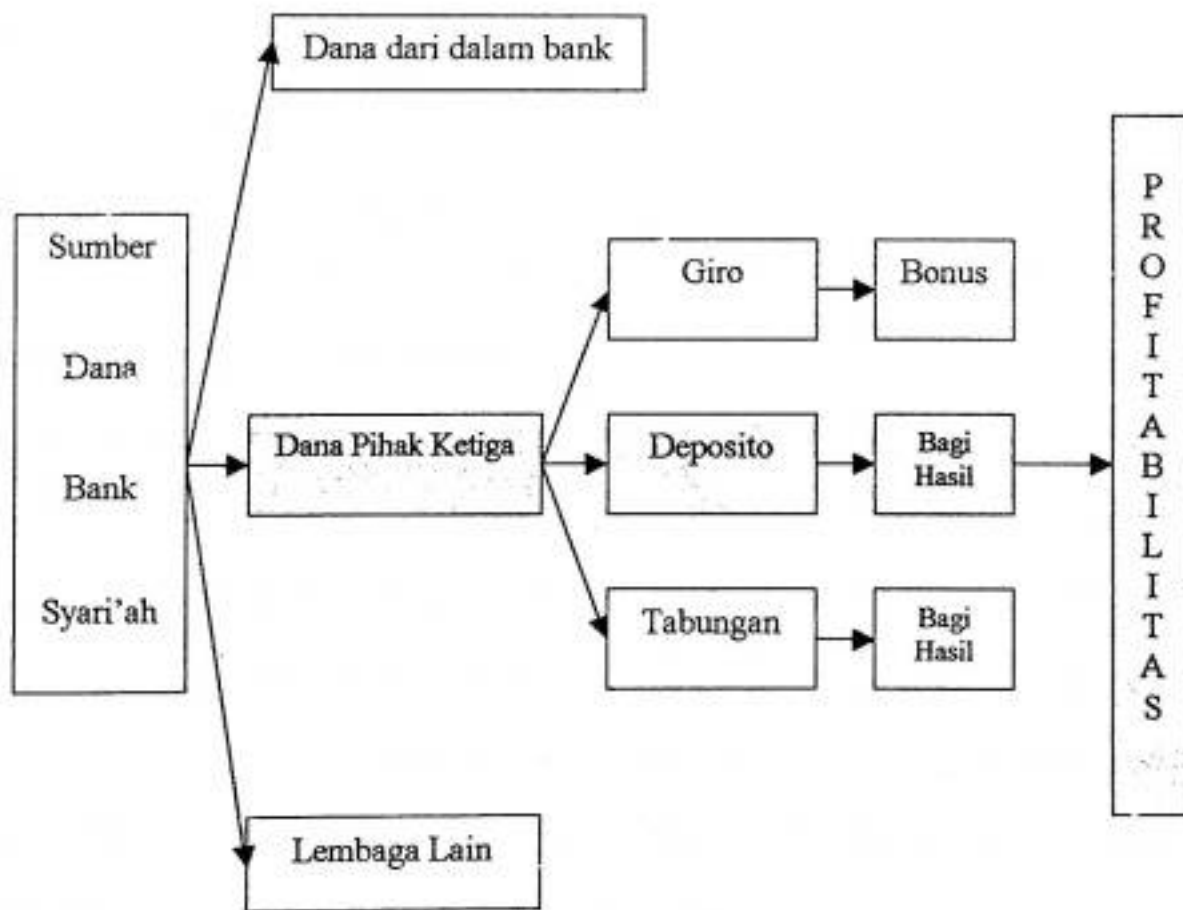 Dana dari dalam bank
Sumber
Dana
Bank
Syari'ah
Dana Pihak Ketiga
Lembaga Lain
Giro
Bonus
Deposito
Bagi
Hasil
Tabungan
Bagi
Hasil
PROFITABILITAS